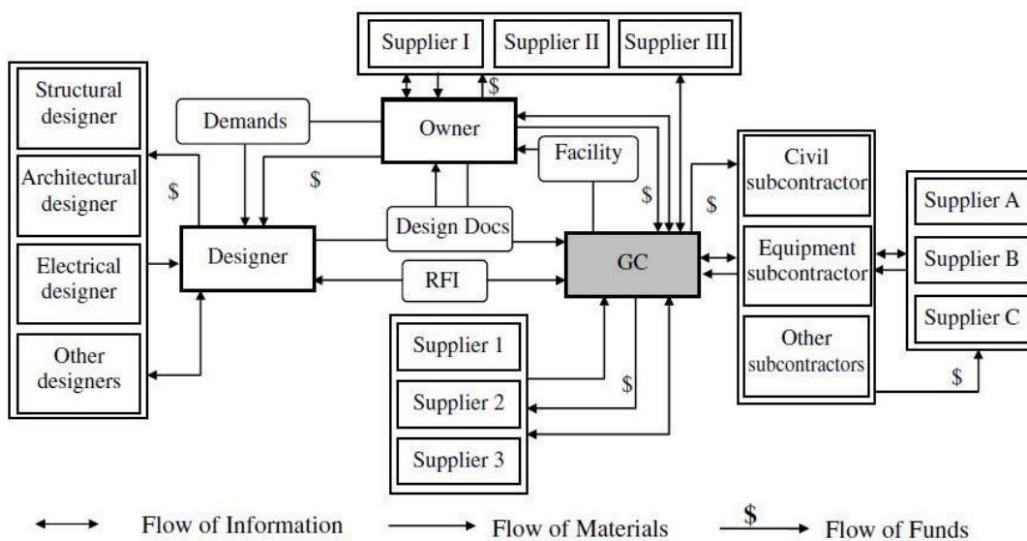 Supplier I
Supplier II
Supplier III
$
Structural
designer
Architectural
designer
Electrical
designer
Other
designers
Demands
Owner
Facility
$
$
$
$
Civil
subcontractor
Equipment
subcontractor
Other
subcontractors
Supplier A
Supplier B
Supplier C
$
Design Docs
Designer
RFI
GC
Supplier 1
Supplier 2
Supplier 3
$
Flow of Information
Flow of Materials
$
Flow of Funds